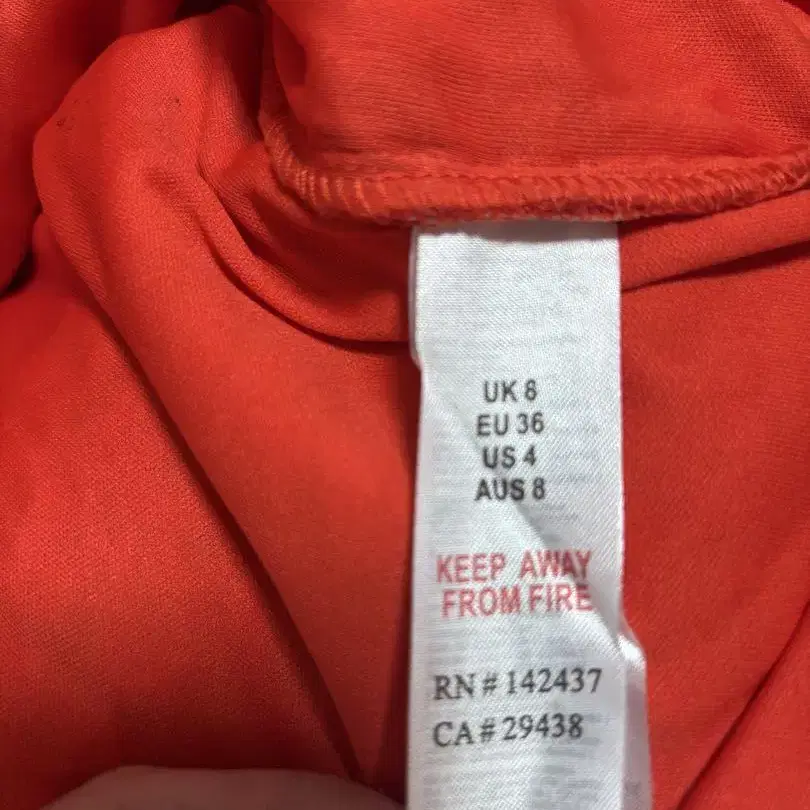 UK 8
EU 36
US 4
AUS 8
KEEP AWAY
FROM FIRE
RN # 142437
CA # 29438